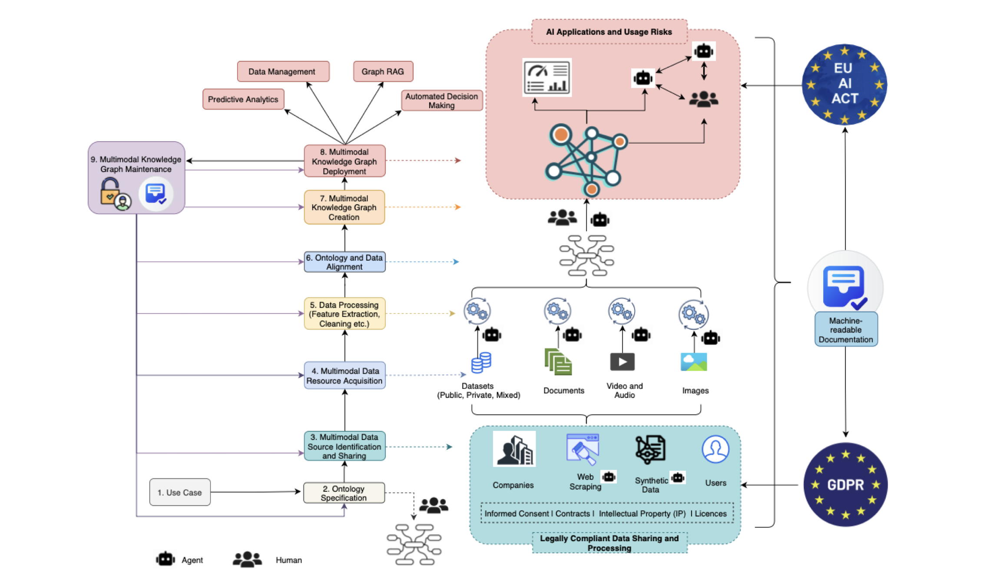 AI Applications and Usage Risks
Data Management
Graph RAG
Predictive Analytics
Automated Decision
Making
EU
AI
ACT
9. Multimodal Knowledge
Graph Maintenance
8. Multimodal
Knowledge Graph
Deployment
7. Multimodal
Knowledge Graph
Creation
6. Ontology and Data
Alignment
5. Data Processing
(Feature Extraction,
Cleaning etc.)
Machine-
readable
Documentation
4. Multimodal Data
Resource Acquisition
Datasets
(Public, Private, Mixed)
Documents
Video and
Audio
Images
3. Multimodal Data
Source Identification
and Sharing
1. Use Case
2. Ontology
Specification
Companies
Web
Scraping
Synthetic
Data
Users
GDPR
Informed Consent I Contracts I Intellectual Property (IP) I Licences
Legally Compliant Data Sharing and
Processing
Agent
Human